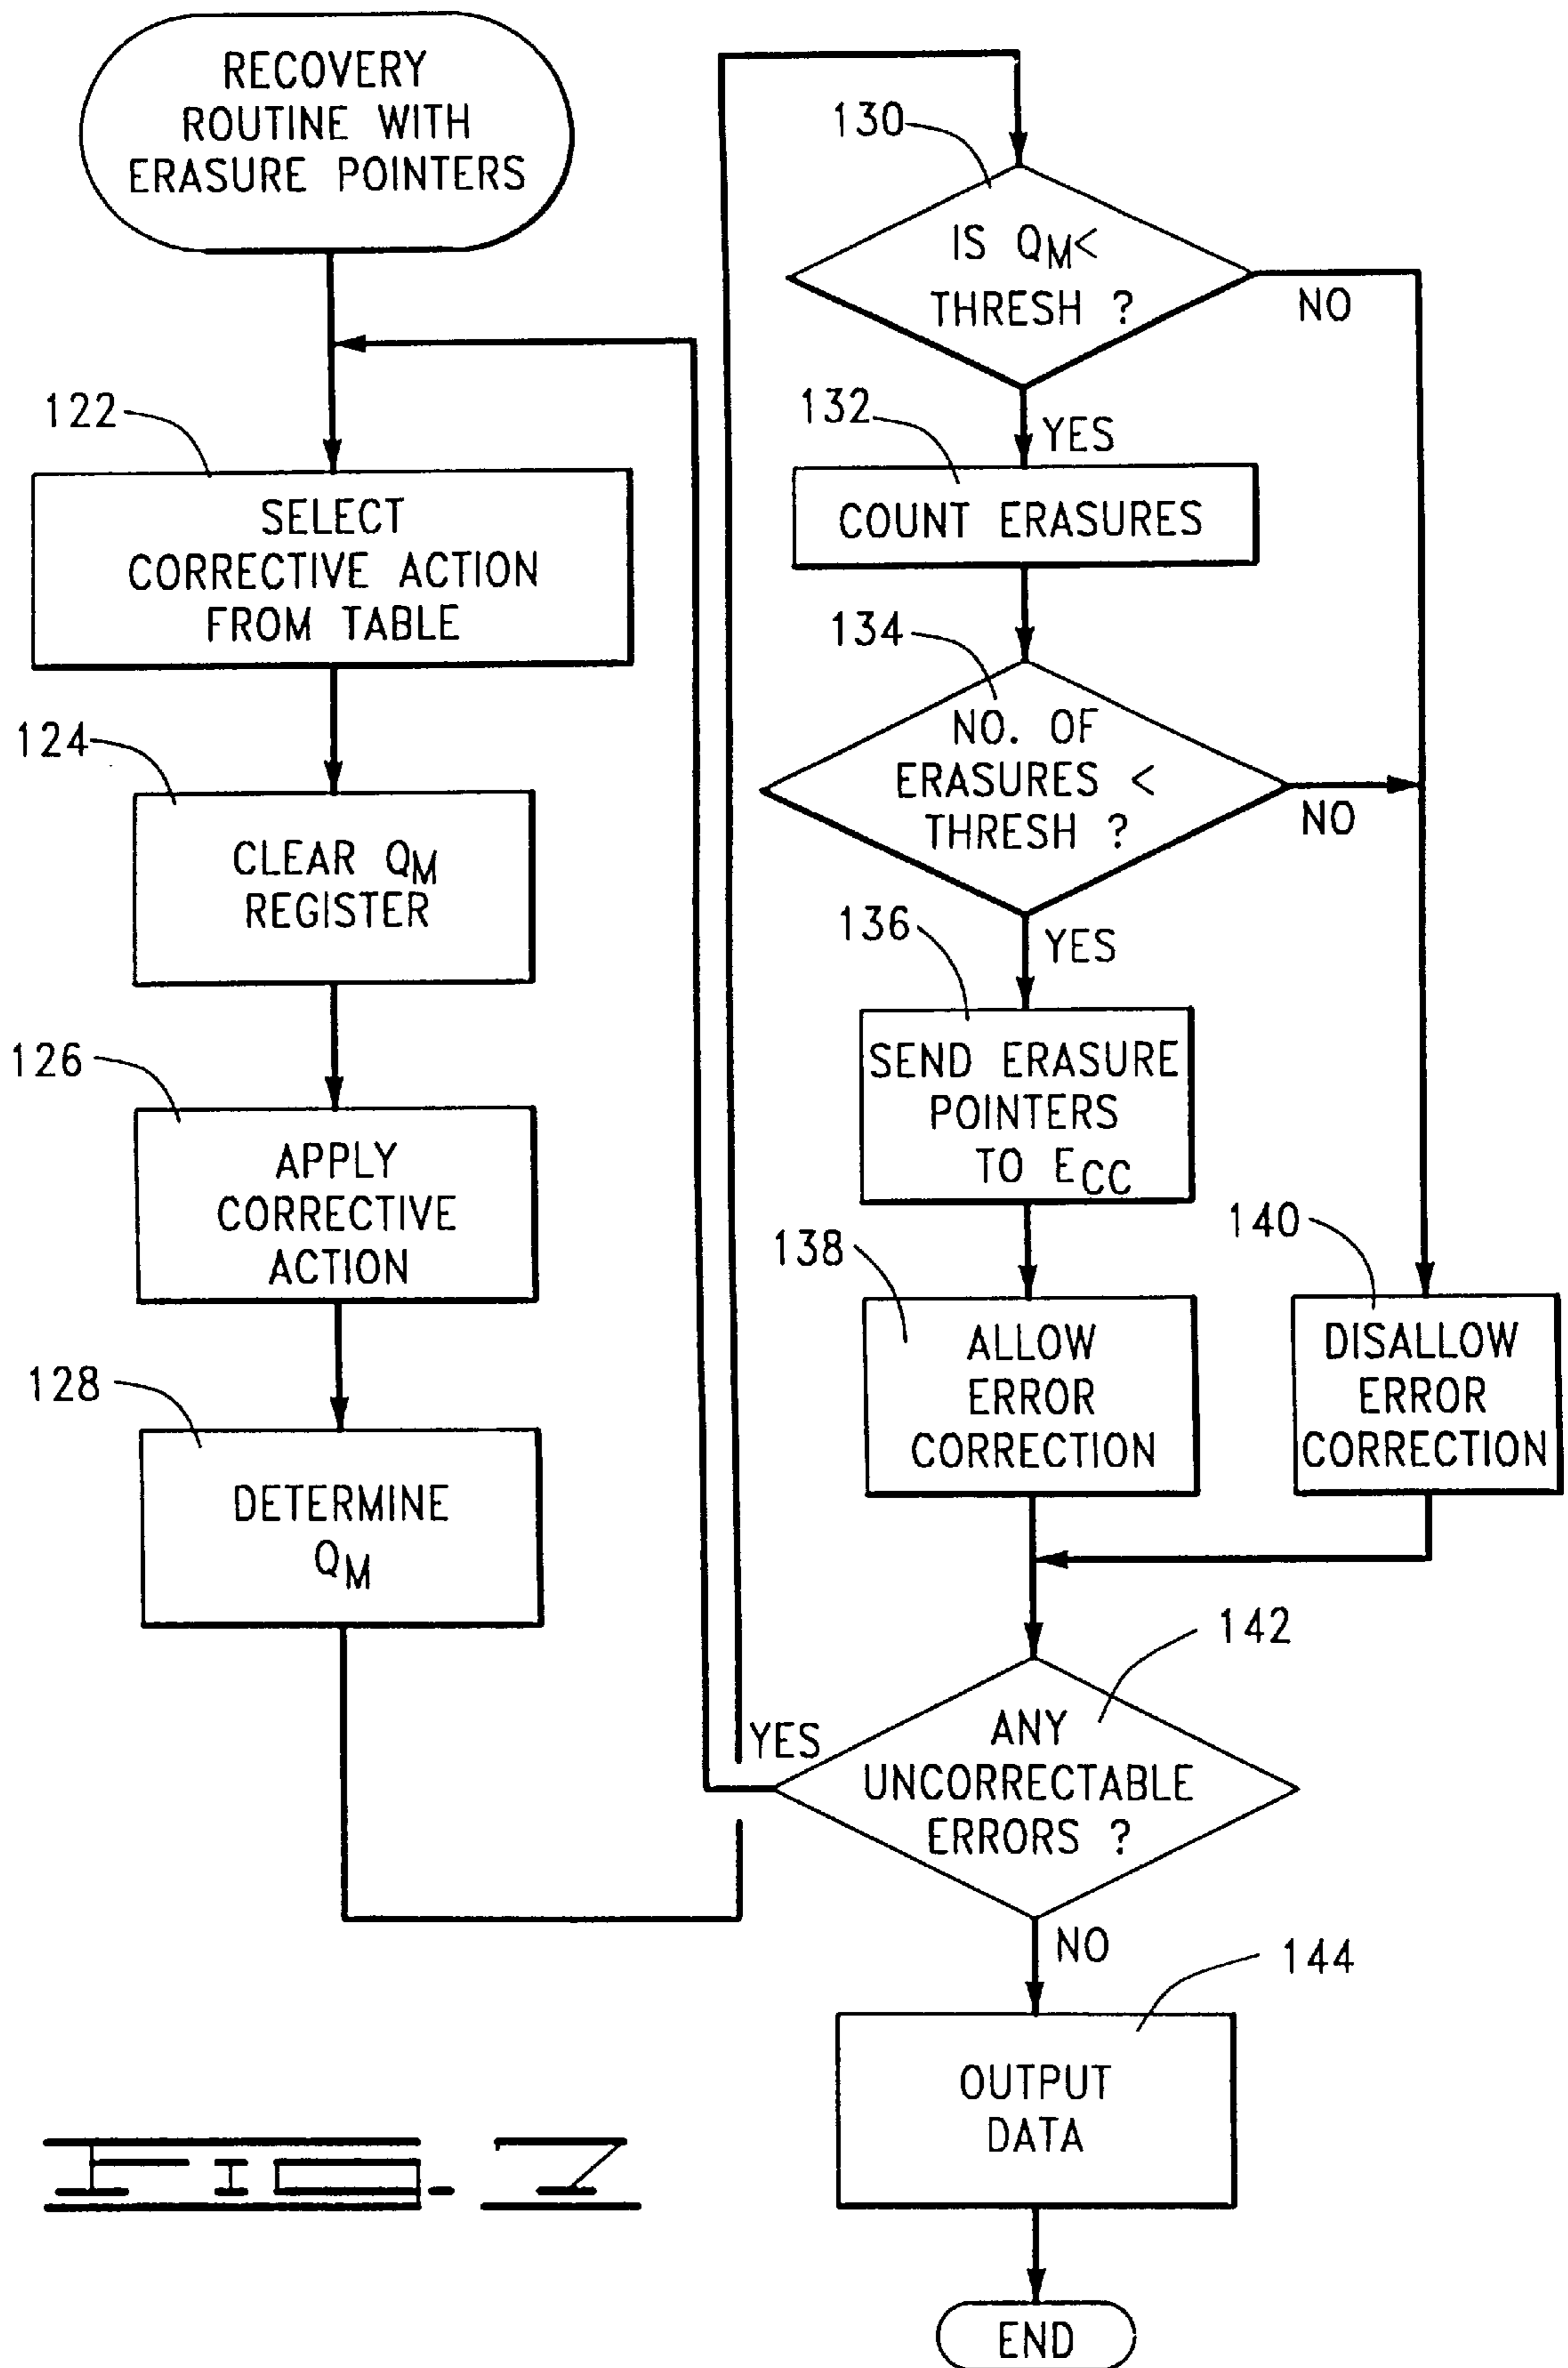 RECOVERY
ROUTINE WITH
ERASURE POINTERS
122
SELECT
CORRECTIVE ACTION
FROM TABLE
124
CLEAR QM
REGISTER
126
APPLY
CORRECTIVE
ACTION
128
DETERMINE
QM
130
IS QM<
THRESH ?
NO
YES
132
COUNT ERASURES
134
NO. OF
ERASURES <
THRESH ?
NO
YES
136
SEND ERASURE
POINTERS
TO ECC
138
ALLOW
ERROR
CORRECTION
140
DISALLOW
ERROR
CORRECTION
142
ANY
UNCORRECTABLE
ERRORS ?
YES
NO
144
OUTPUT
DATA
END
FIG. 7